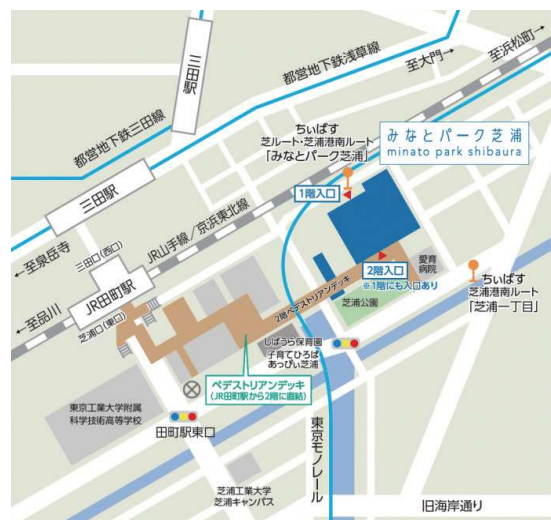 三田駅
都営地下鉄浅草線
至大門→
至浜松町→
都営地下鉄三田線
ちぃばす
芝ルート・芝浦港南ルート
「みなとパーク芝浦」
みなとパーク芝浦
minato park shibaura
三田駅
1階入口
JR山手線/京浜東北線
←至泉岳寺
三田口(西口)
2階入口
※1階にも入口あり
愛育
病院
ちぃばす
芝浦港南ルート
「芝浦一丁目」
JR田町駅
←至品川
芝浦口(東口)
2階ペデストリアンデッキ
芝浦公園
しばうら保育園
子育てひろば
あっぴぃ芝浦
ペデストリアンデッキ
(JR田町駅から2階に直結)
東京工業大学附属
科学技術高等学校
田町駅東口
東京モノレール
芝浦工業大学
芝浦キャンパス
旧海岸通り